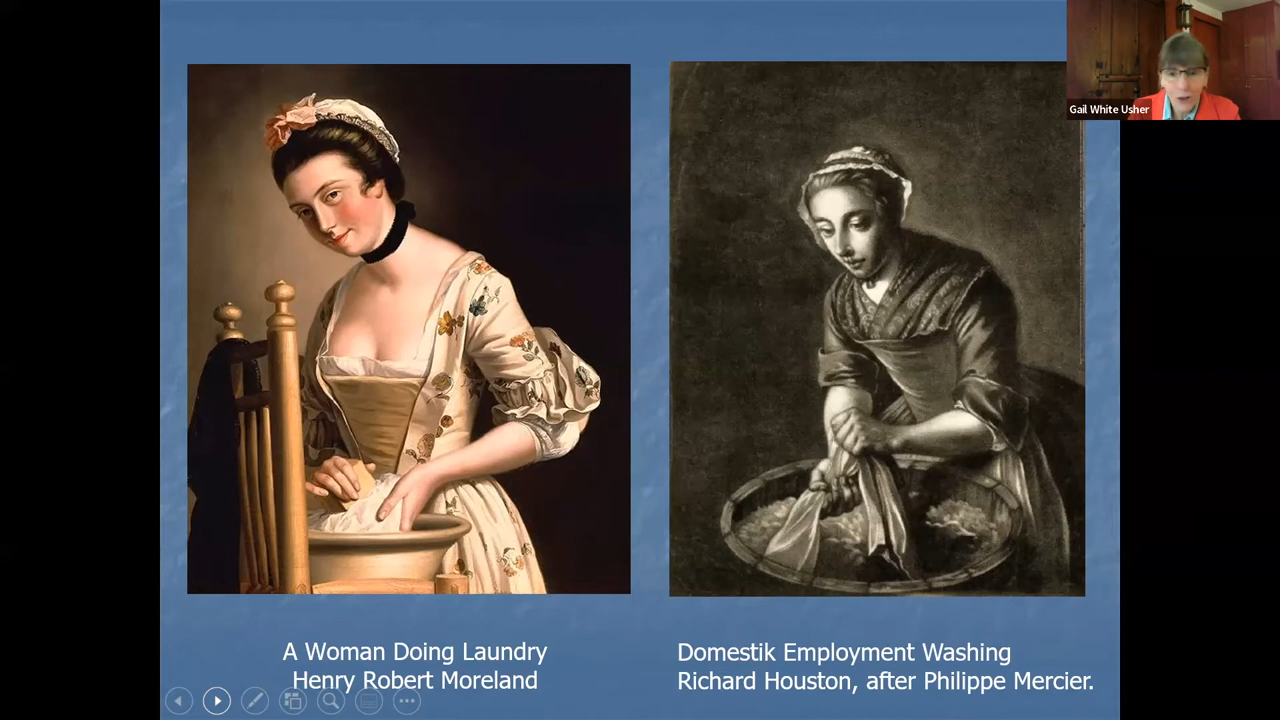 Gail White Usher
A Woman Doing Laundry
Henry Robert Moreland
Domestik Employment Washing
Richard Houston, after Philippe Mercier.